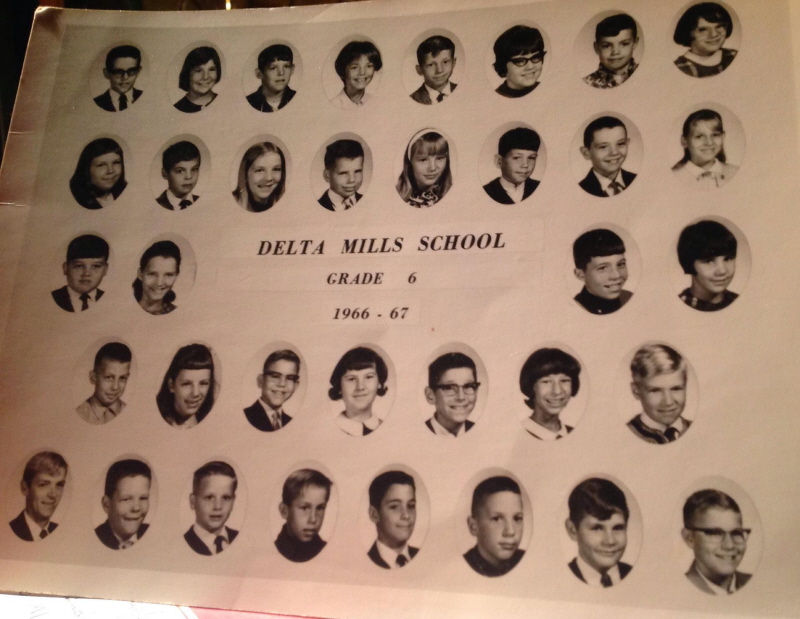 DELTA MILLS SCHOOL
GRADE 6
1966 - 67